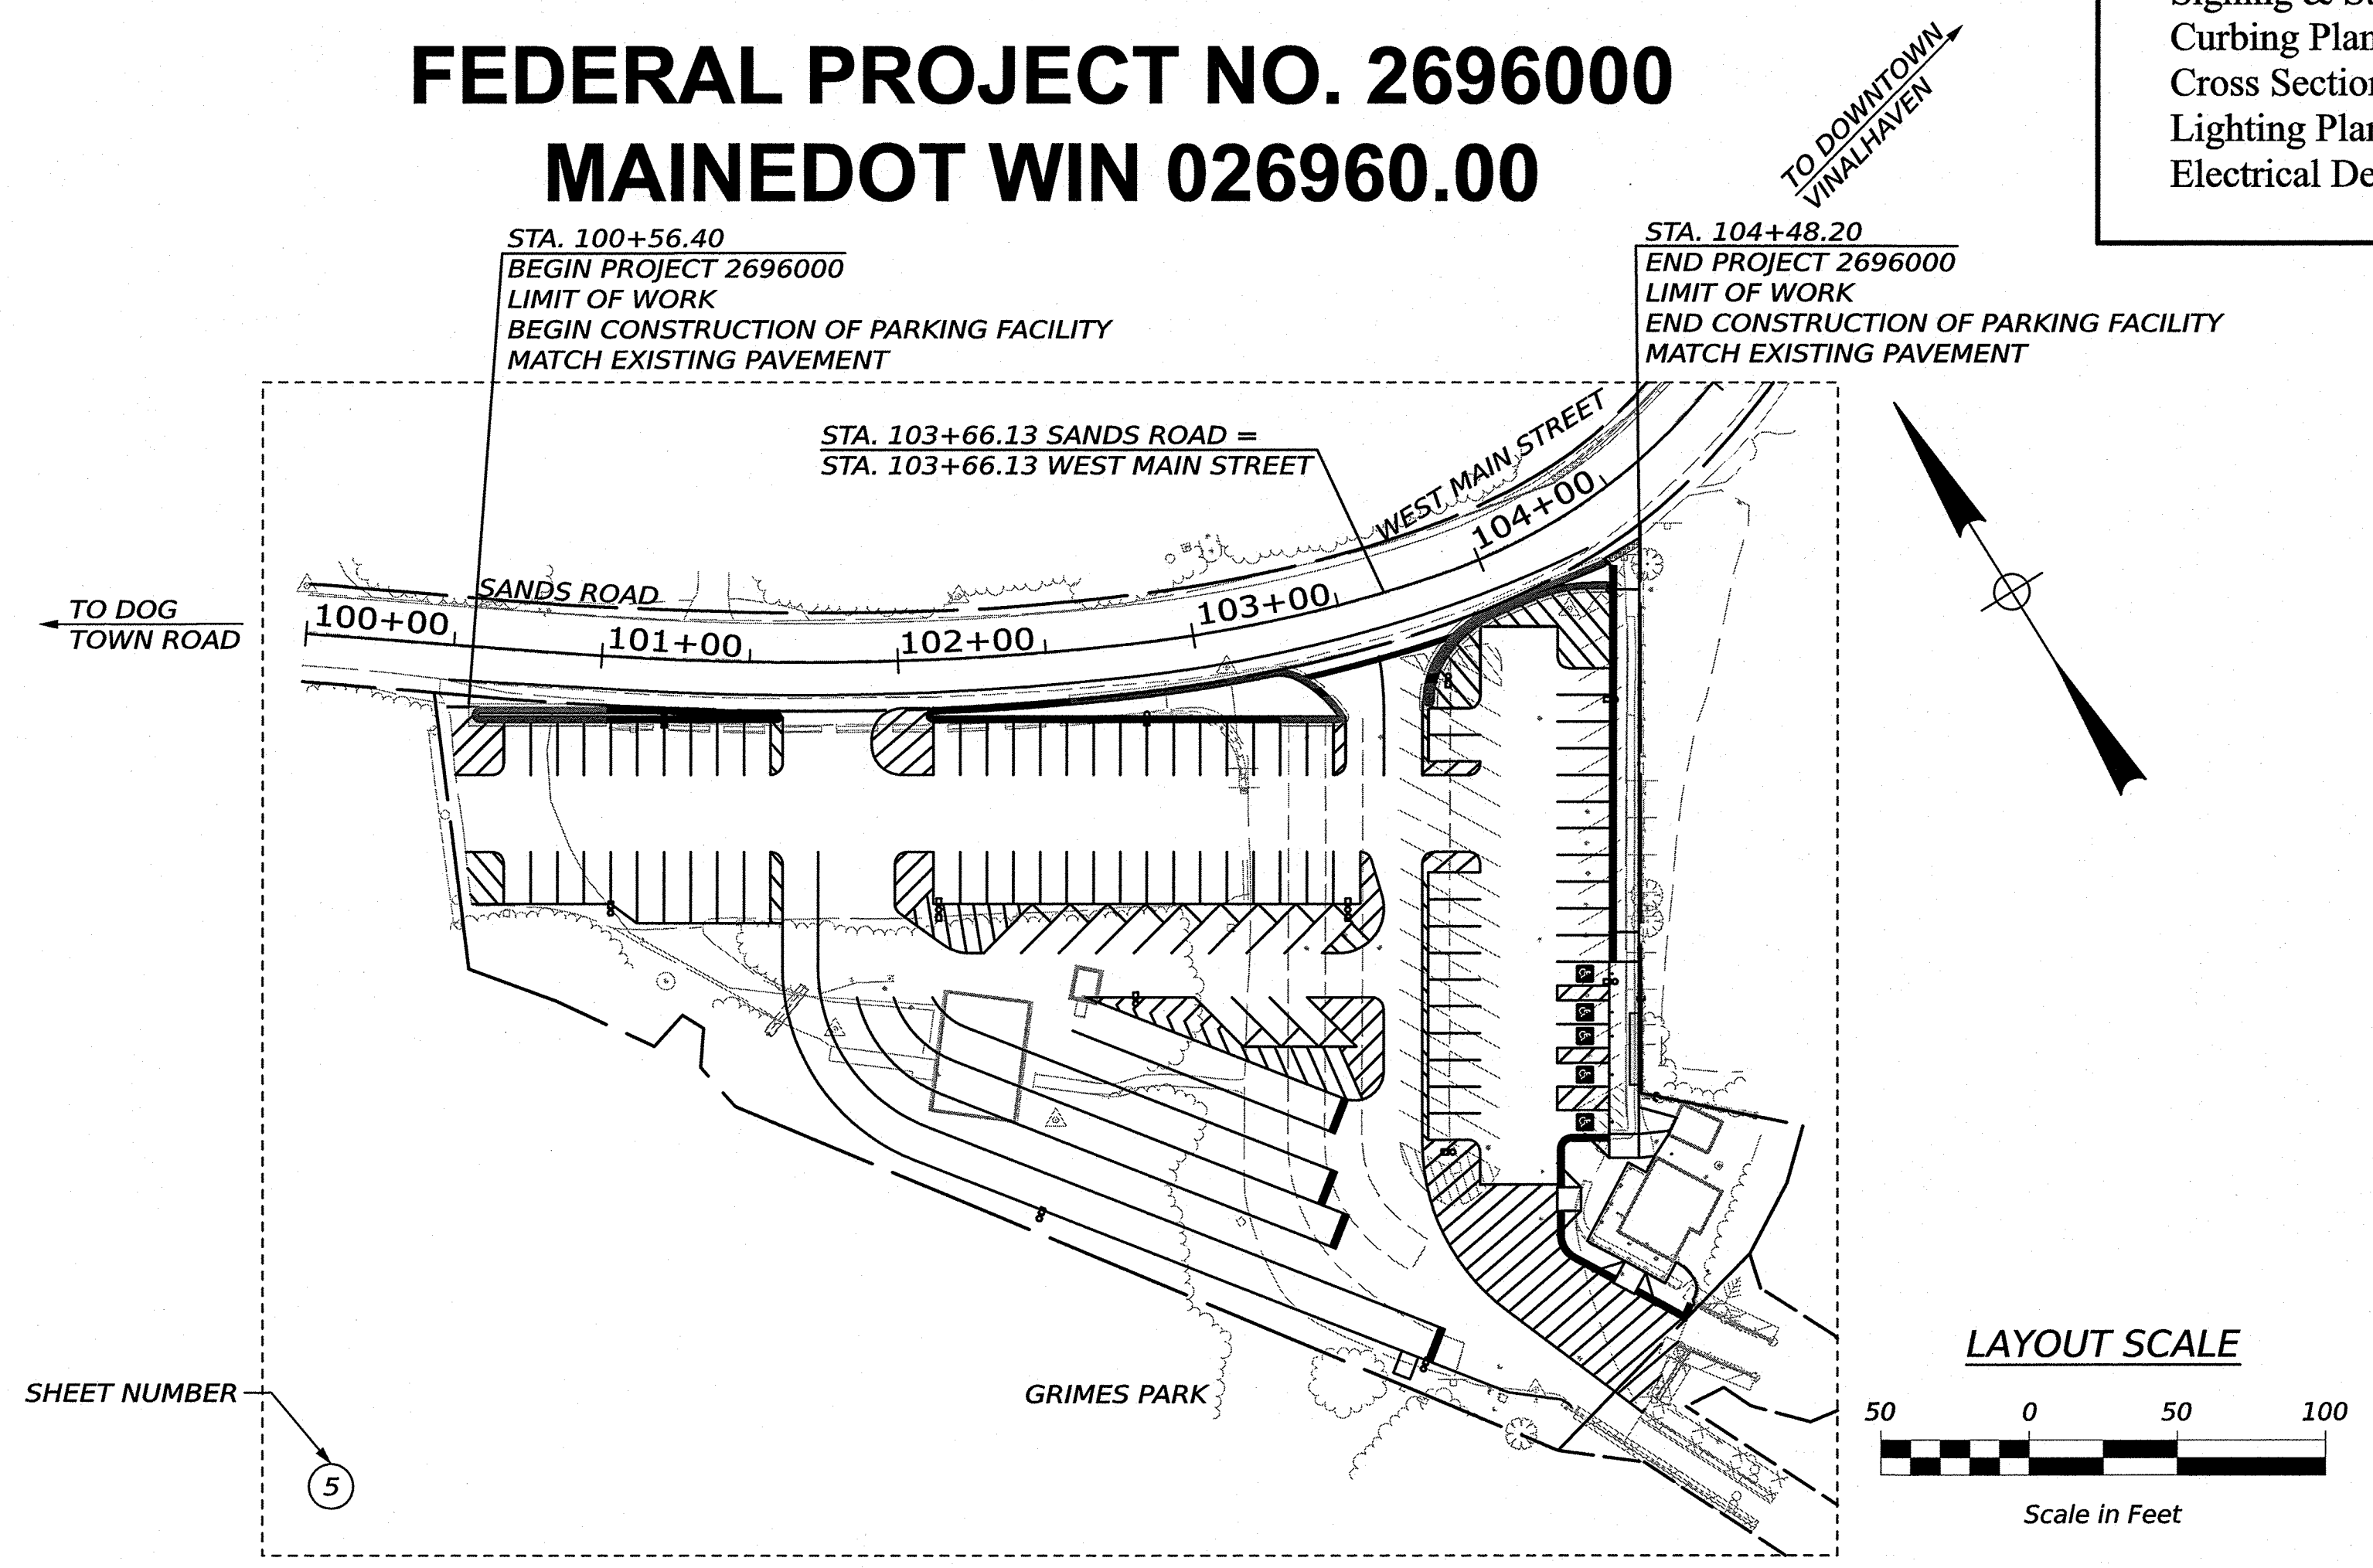 FEDERAL PROJECT NO. 2696000
MAINEDOT WIN 026960.00
Curbing Plan
Lighting Plan
TO DOWNTOWN
VINALHAVEN
STA. 100+56.40
BEGIN PROJECT 2696000
LIMIT OF WORK
BEGIN CONSTRUCTION OF PARKING FACILITY
MATCH EXISTING PAVEMENT
STA. 104+48.20
END PROJECT 2696000
LIMIT OF WORK
END CONSTRUCTION OF PARKING FACILITY
MATCH EXISTING PAVEMENT
STA. 103+66.13 SANDS ROAD =
STA. 103+66.13 WEST MAIN STREET
WEST MAIN STREET
104+00
SANDS ROAD
100+00
101+00
102+00
103+00
TO DOG
TOWN ROAD
SHEET NUMBER
5
GRIMES PARK
LAYOUT SCALE
50 0 50 100
Scale in Feet